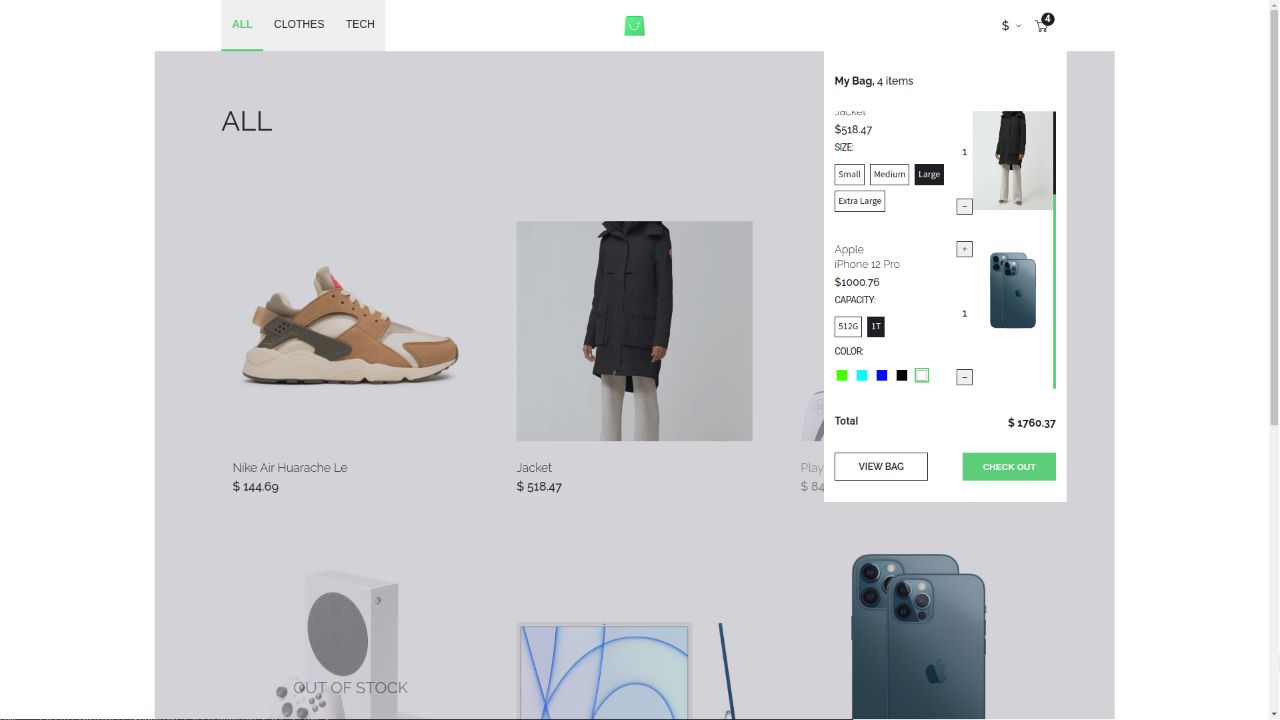 ALL CLOTHES TECH
$
4
ALL
My Bag, 4 items
Jacket
$518.47
SIZE:
1
Small Medium Large
Extra Large
-
Apple
+
iPhone 12 Pro
$1000.76
CAPACITY:
1
512G 1T
COLOR:
-
Total $ 1760.37
VIEW BAG CHECK OUT
Nike Air Huarache Le
$ 144.69
Jacket
$ 518.47
Play
$ 84
OUT OF STOCK